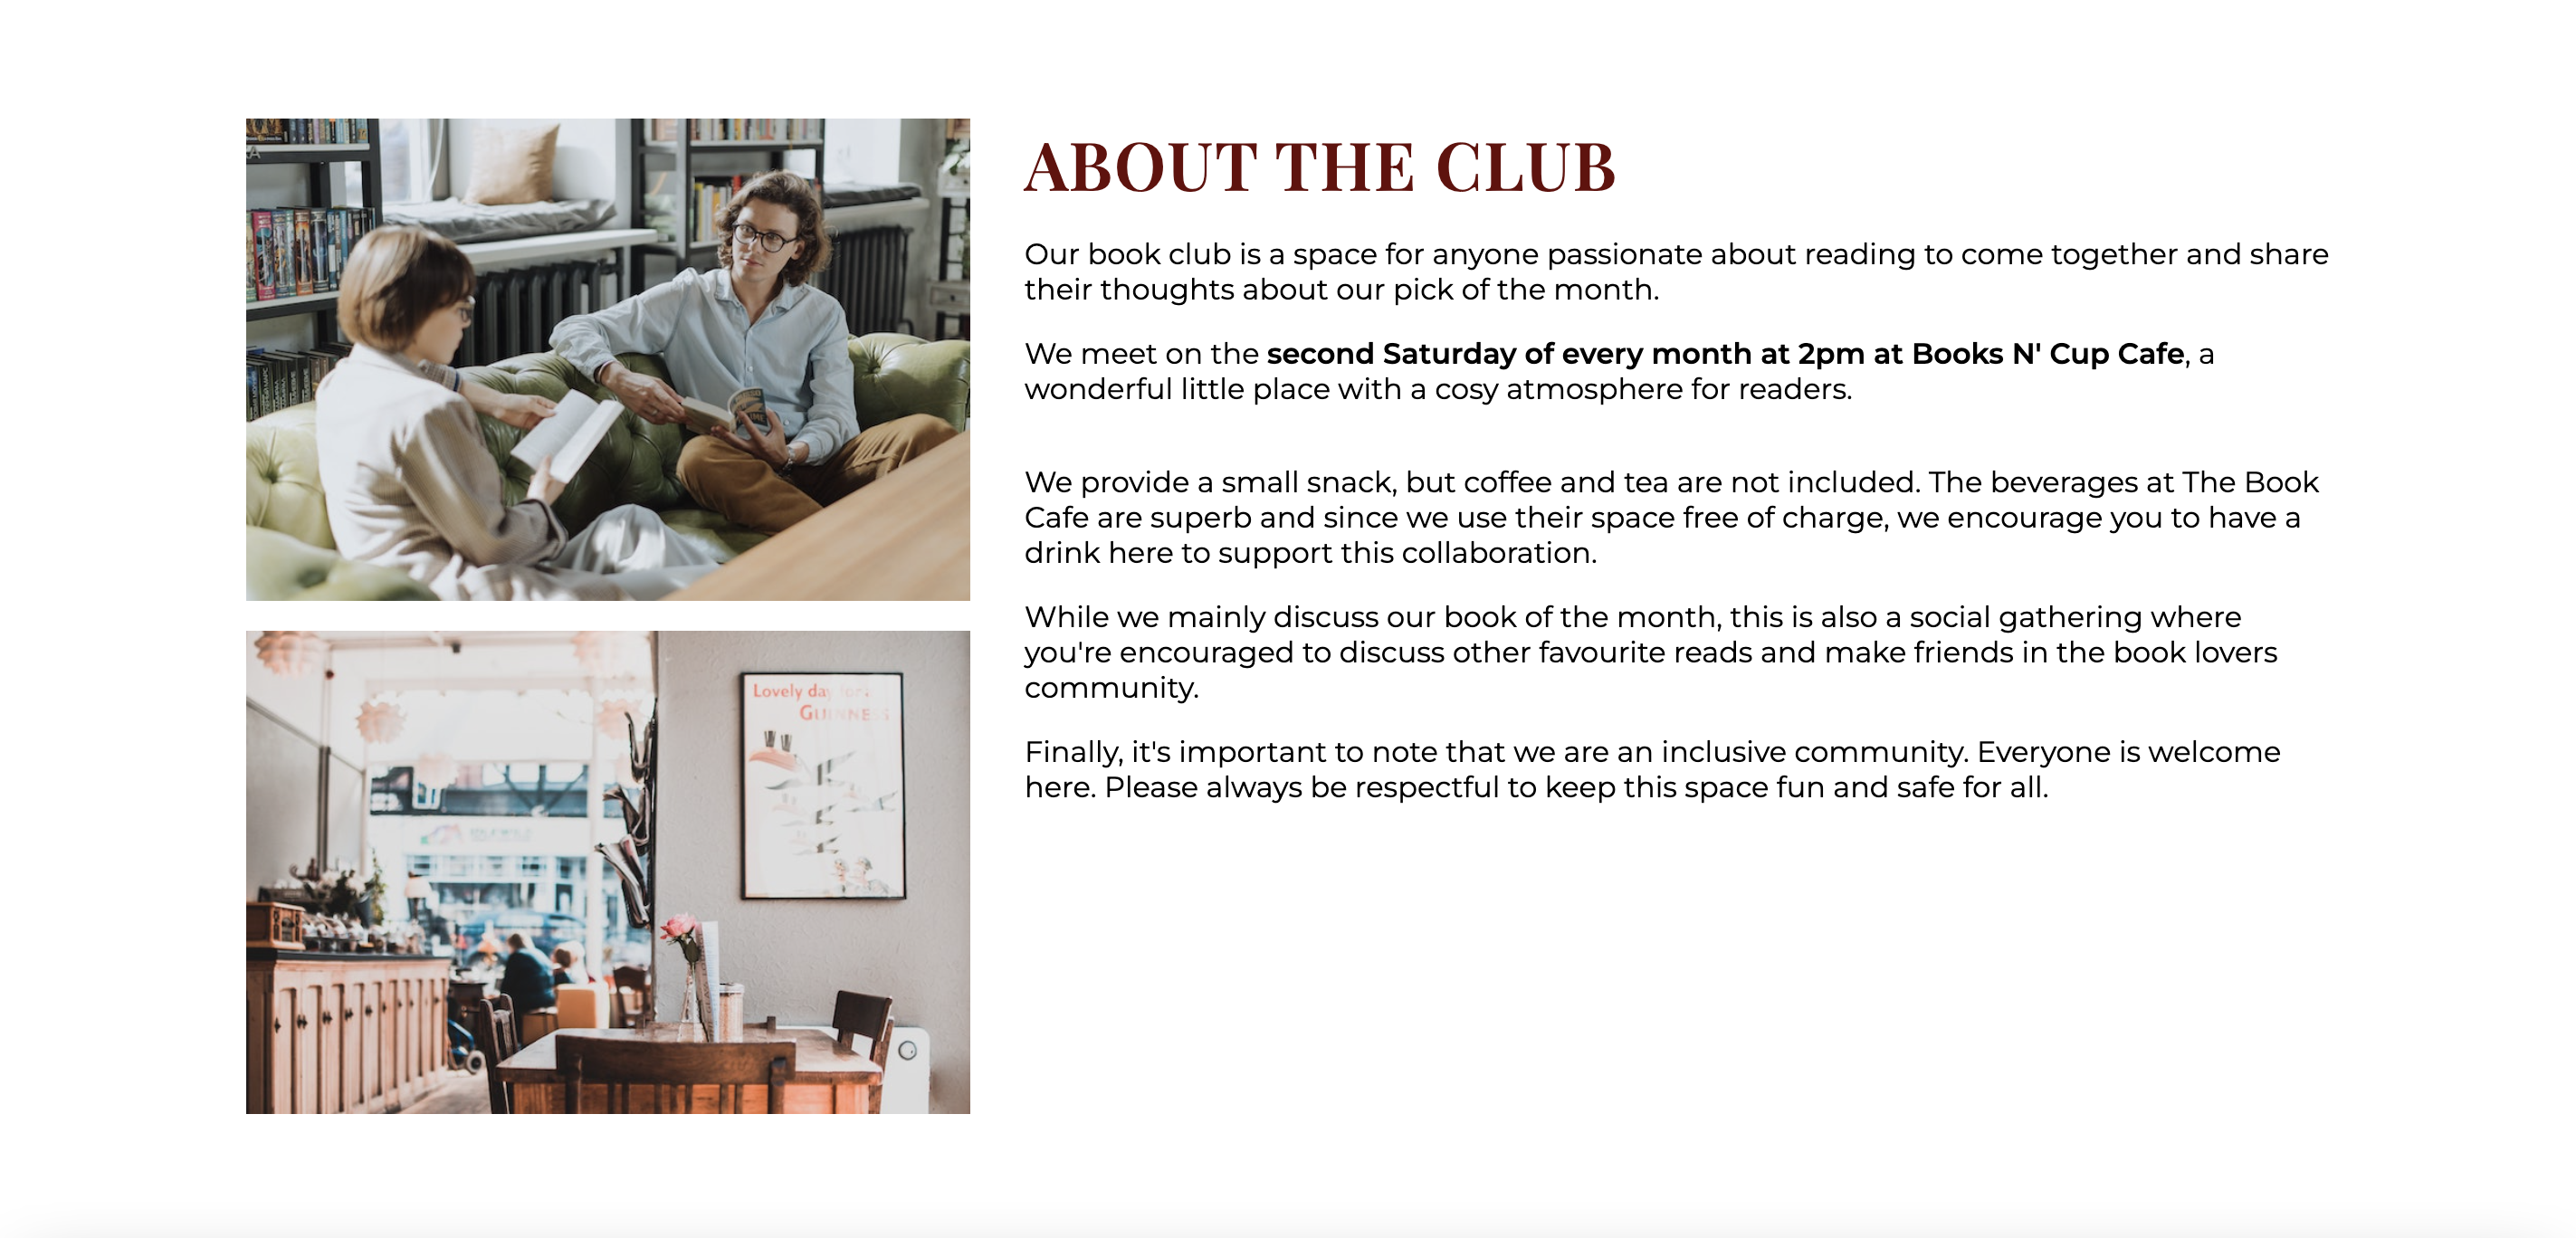 ABOUT THE CLUB
Our book club is a space for anyone passionate about reading to come together and share
their thoughts about our pick of the month.
We meet on the second Saturday of every month at 2pm at Books N' Cup Cafe, a
wonderful little place with a cosy atmosphere for readers.
We provide a small snack, but coffee and tea are not included. The beverages at The Book
Cafe are superb and since we use their space free of charge, we encourage you to have a
drink here to support this collaboration.
While we mainly discuss our book of the month, this is also a social gathering where
you're encouraged to discuss other favourite reads and make friends in the book lovers
community.
Finally, it's important to note that we are an inclusive community. Everyone is welcome
here. Please always be respectful to keep this space fun and safe for all.
Lovely day for a
GUINNESS